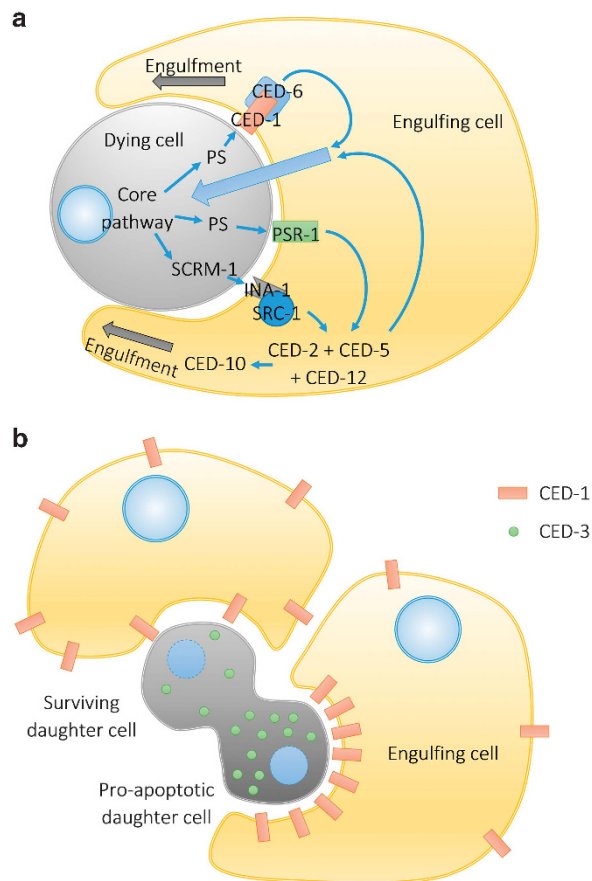 a
Engulfment
CED-6
CED-1
Engulfing cell
Dying cell
PS
Core
pathway
PS
PSR-1
SCRM-1
INA-1
SRC-1
Engulfment
CED-10
CED-2 + CED-5
+ CED-12
b
CED-1
CED-3
Surviving
daughter cell
Engulfing cell
Pro-apoptotic
daughter cell